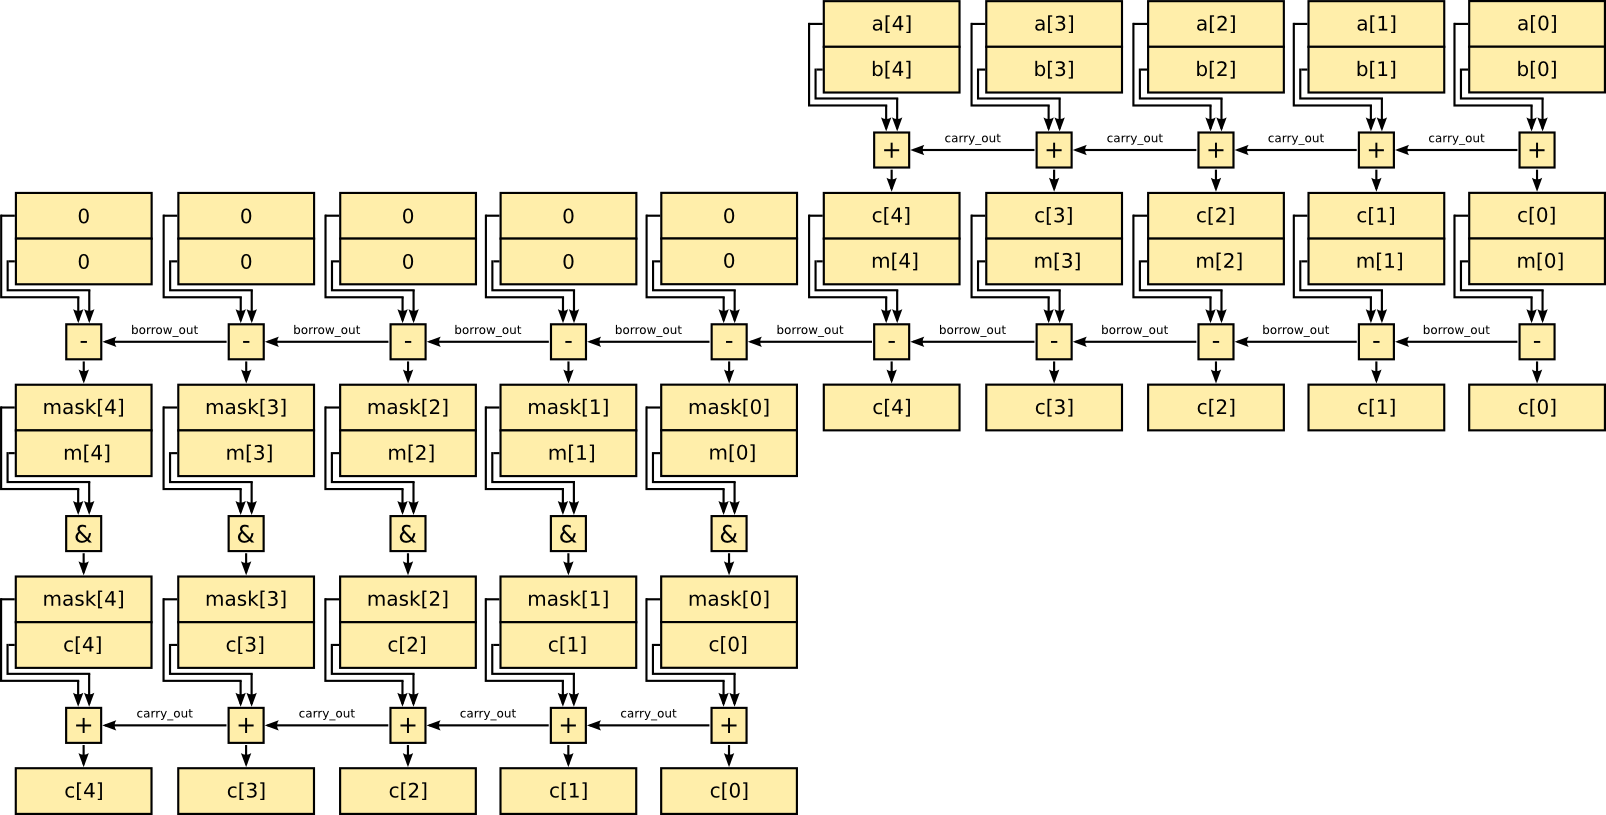 a[4] a[3] a[2] a[1] a[0]
b[4] b[3] b[2] b[1] b[0]
carry_out carry_out carry_out carry_out
+ + + + +
0 0 0 0 0 c[4] c[3] c[2] c[1] c[0]
0 0 0 0 0 m[4] m[3] m[2] m[1] m[0]
borrow_out borrow_out borrow_out borrow_out borrow_out borrow_out borrow_out borrow_out borrow_out
- - - - - - - - - -
mask[4] mask[3] mask[2] mask[1] mask[0] c[4] c[3] c[2] c[1] c[0]
m[4] m[3] m[2] m[1] m[0]
& & & & &
mask[4] mask[3] mask[2] mask[1] mask[0]
c[4] c[3] c[2] c[1] c[0]
carry_out carry_out carry_out carry_out
+ + + + +
c[4] c[3] c[2] c[1] c[0]